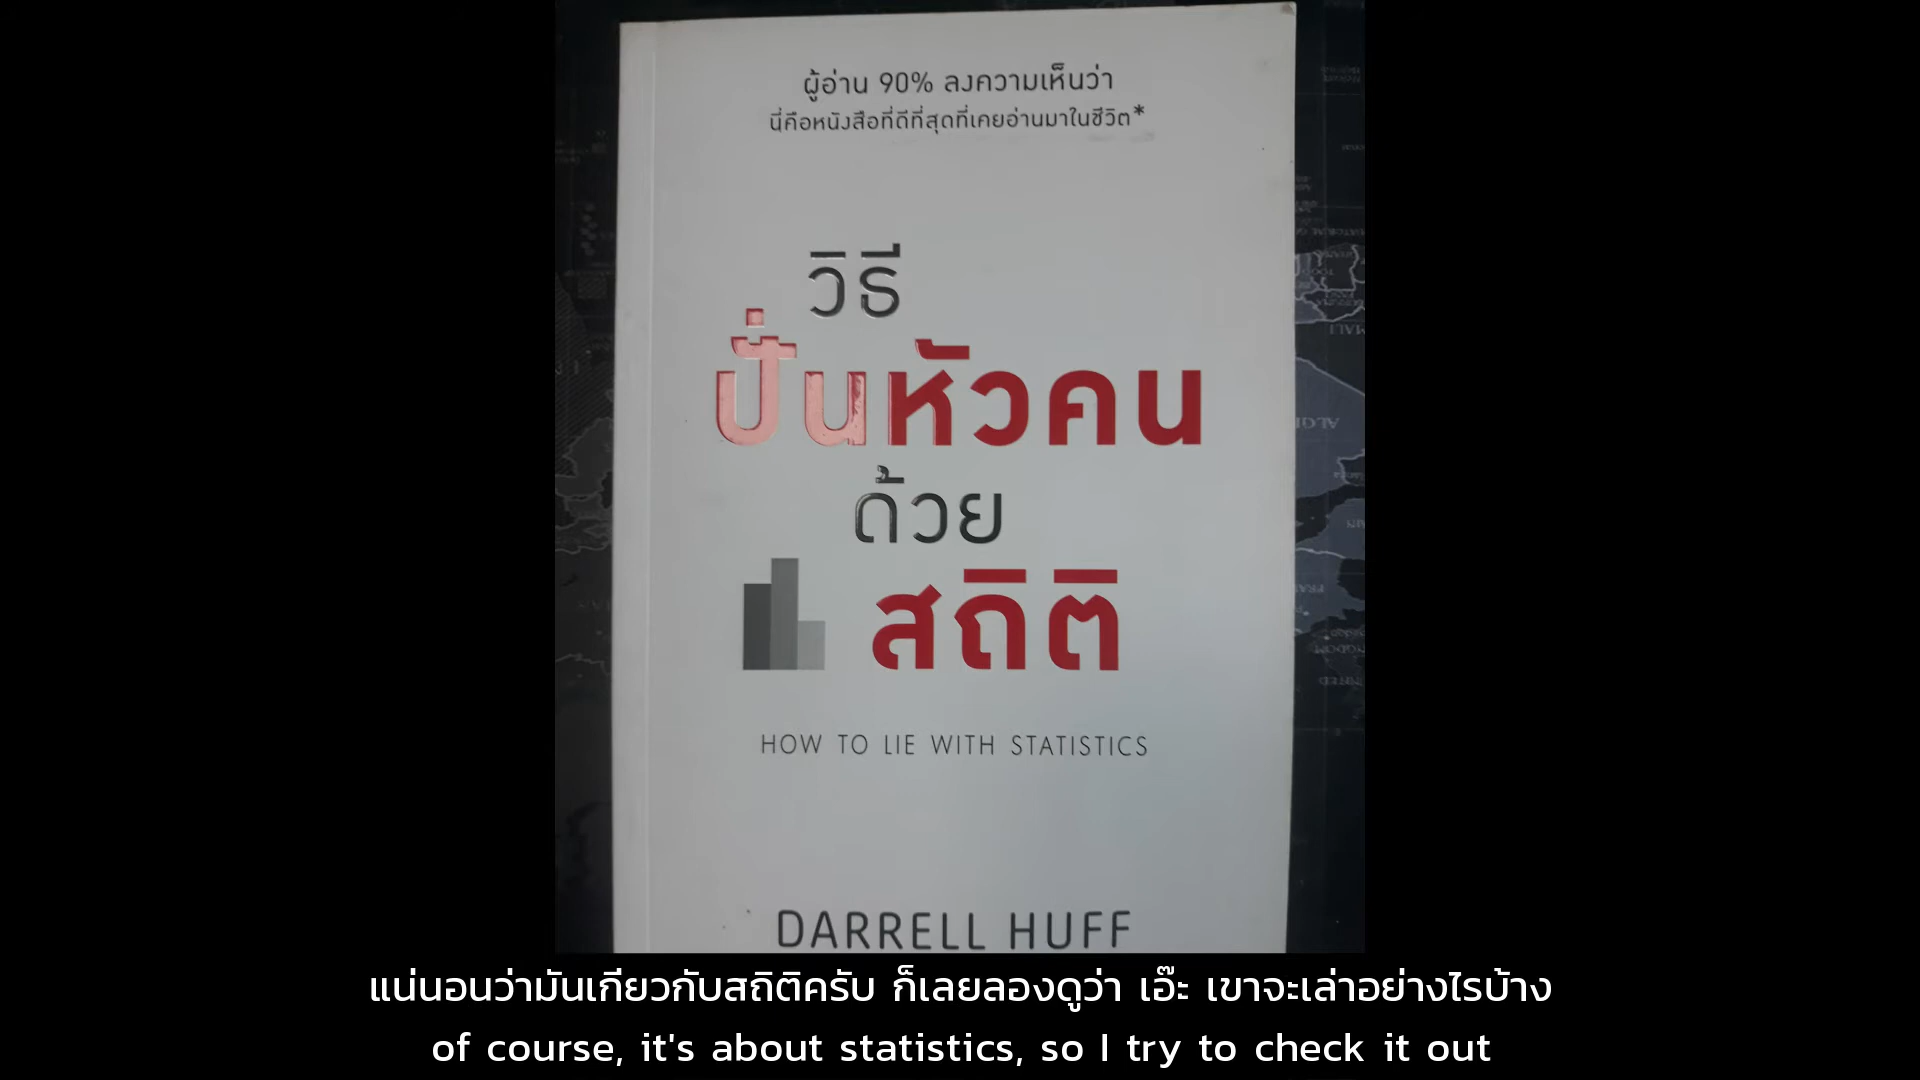 ผู้อ่าน 90% ลงความเห็นว่า
นี่คือหนังสือที่ดีที่สุดที่เคยอ่านมาในชีวิต*
วิธี
ปั่นหัวคน
ด้วย
สถิติ
HOW TO LIE WITH STATISTICS
DARRELL HUFF
แน่นอนว่ามันเกี่ยวกับสถิติครับ ก็เลยลองดูว่า เอ๊ะ เขาจะเล่าอย่างไรบ้าง
of course, it's about statistics, so I try to check it out